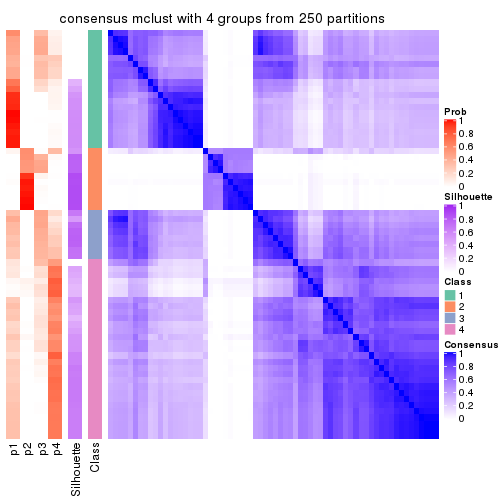 consensus mclust with 4 groups from 250 partitions
Prob
1
0.8
0.6
0.4
0.2
0
Silhouette
1
0.8
0.6
0.4
0.2
0
Class
1
2
3
4
Consensus
1
0.8
0.6
0.4
0.2
0
p1
p2
p3
p4
Silhouette
Class